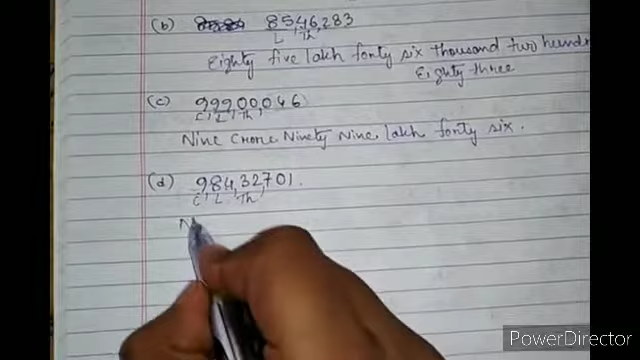 (b) 85,46,283
L Th
Eighty five lakh forty six thousand two hundr
Eighty three
(c) 9,99,00,046
C L Th
Nine Crore Ninety Nine lakh forty six.
(d) 9,84,32,701.
C L Th
N
PowerDirector